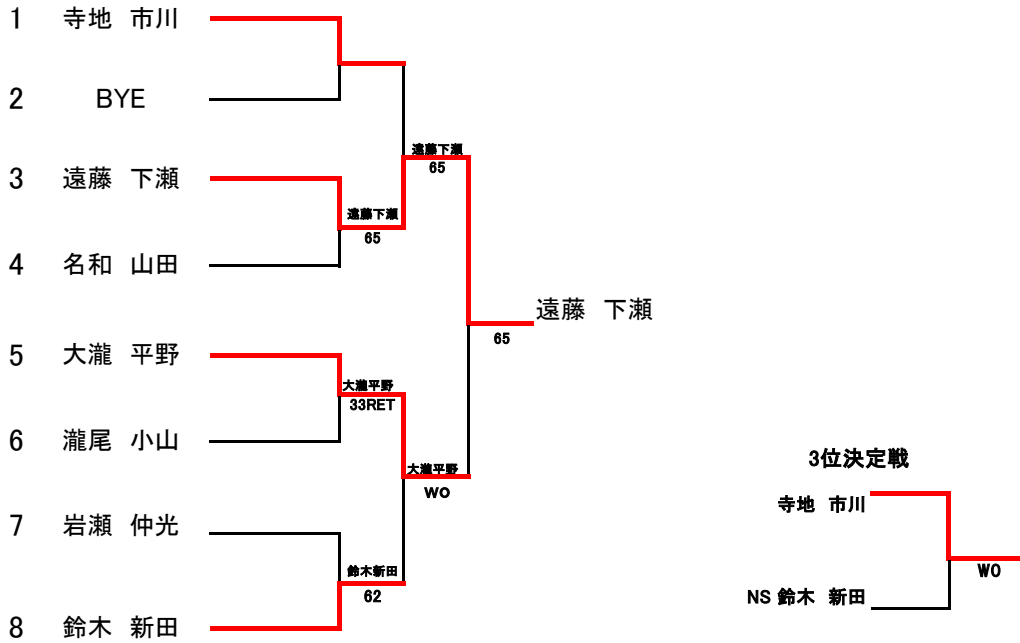 1 寺地 市川
2 BYE
遠藤下瀬
65
3 遠藤 下瀬
遠藤下瀬
65
4 名和 山田
遠藤 下瀬
65
5 大瀧 平野
大瀧平野
33RET
6 瀧尾 小山
大瀧平野
WO
7 岩瀬 仲光
鈴木新田
62
8 鈴木 新田
3位決定戦
寺地 市川
WO
NS 鈴木 新田